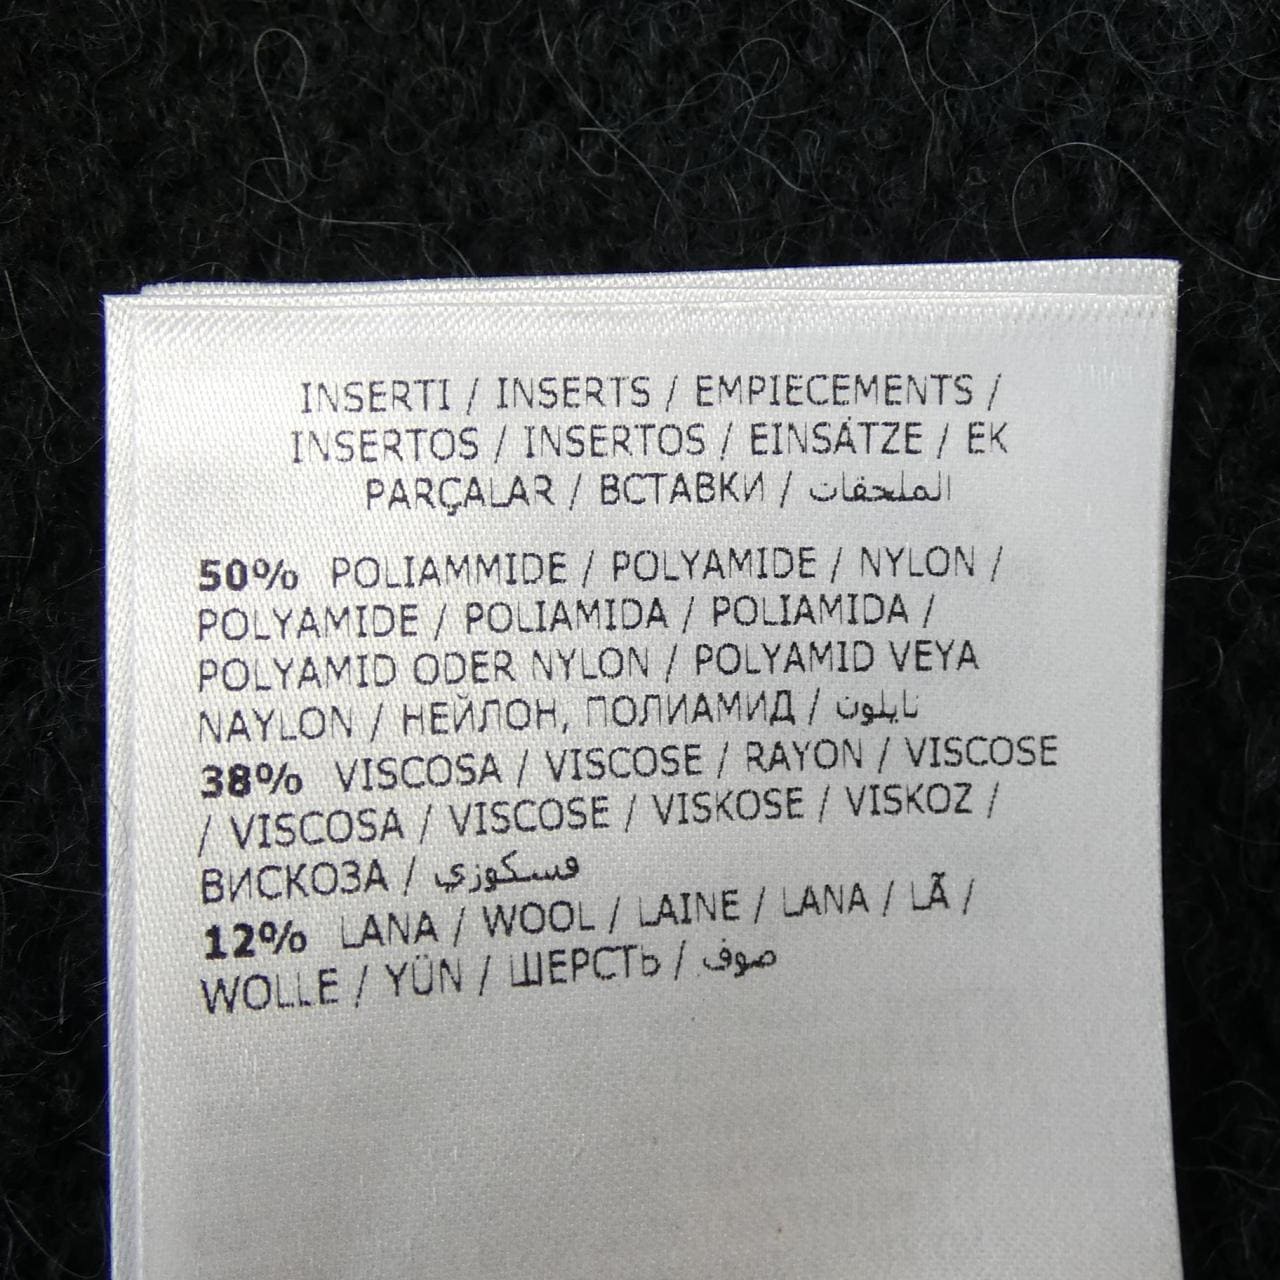 INSERTI / INSERTS / EMPIECEMENTS /
INSERTOS / INSERTOS / EINSÄTZE / EK
PARÇALAR / ВСТАВКИ / الملحقات
50% POLIAMMIDE / POLYAMIDE / NYLON /
POLYAMIDE / POLIAMIDA / POLIAMIDA /
POLYAMID ODER NYLON / POLYAMID VEYA
NAYLON / НЕЙЛОН, ПОЛИАМИД / نايلون
38% VISCOSA / VISCOSE / RAYON / VISCOSE
/ VISCOSA / VISCOSE / VISKOSE / VISKOZ /
ВИСКОЗА / فسكوزي
12% LANA / WOOL / LAINE / LANA / LÃ /
WOLLE / YÜN / ШЕРСТЬ / صوف